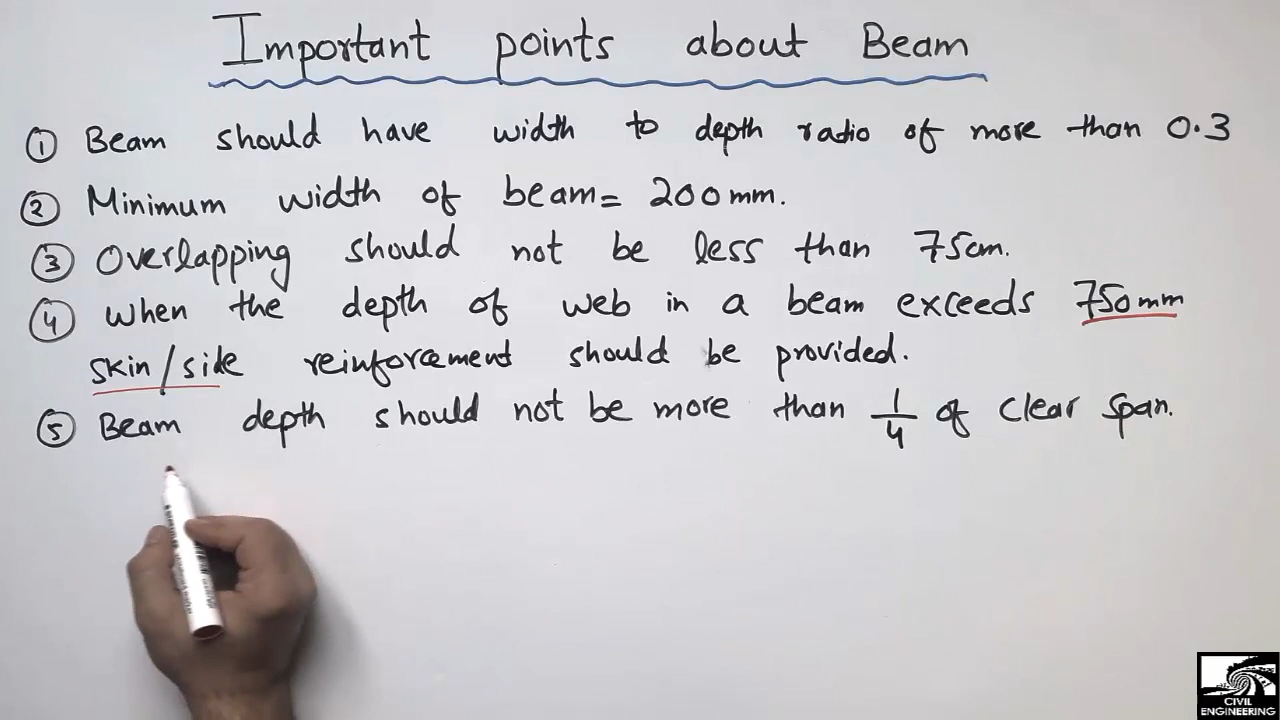 Important points about Beam
① Beam should have width to depth ratio of more than 0.3
② Minimum width of beam = 200mm.
③ Overlapping should not be less than 75cm.
④ When the depth of web in a beam exceeds 750mm
skin/side reinforcement should be provided.
⑤ Beam depth should not be more than 1/4 of clear span.
CIVIL
ENGINEERING